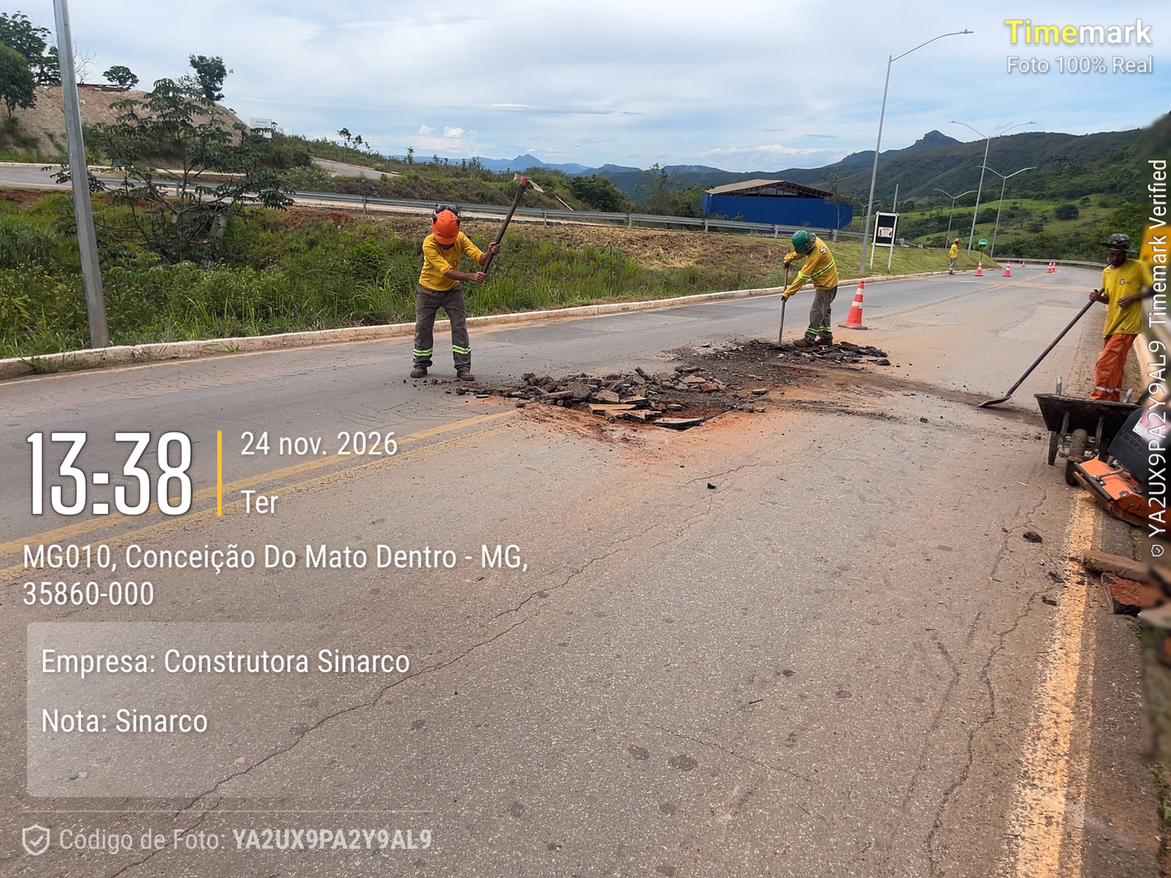 Timemark
Foto 100% Real
13:38
24 nov. 2026
Ter
MG010, Conceição Do Mato Dentro - MG,
35860-000
Empresa: Construtora Sinarco
Nota: Sinarco
Código de Foto: YA2UX9PA2Y9AL9
YA2UX9PA2Y9AL9 Timemark Verified